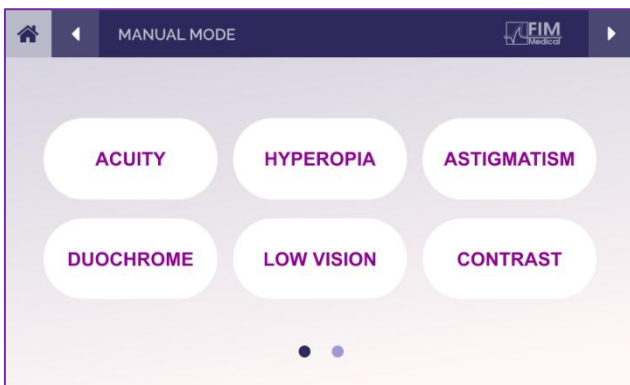 MANUAL MODE
FIM
Medical
ACUITY HYPEROPIA ASTIGMATISM
DUOCHROME LOW VISION CONTRAST